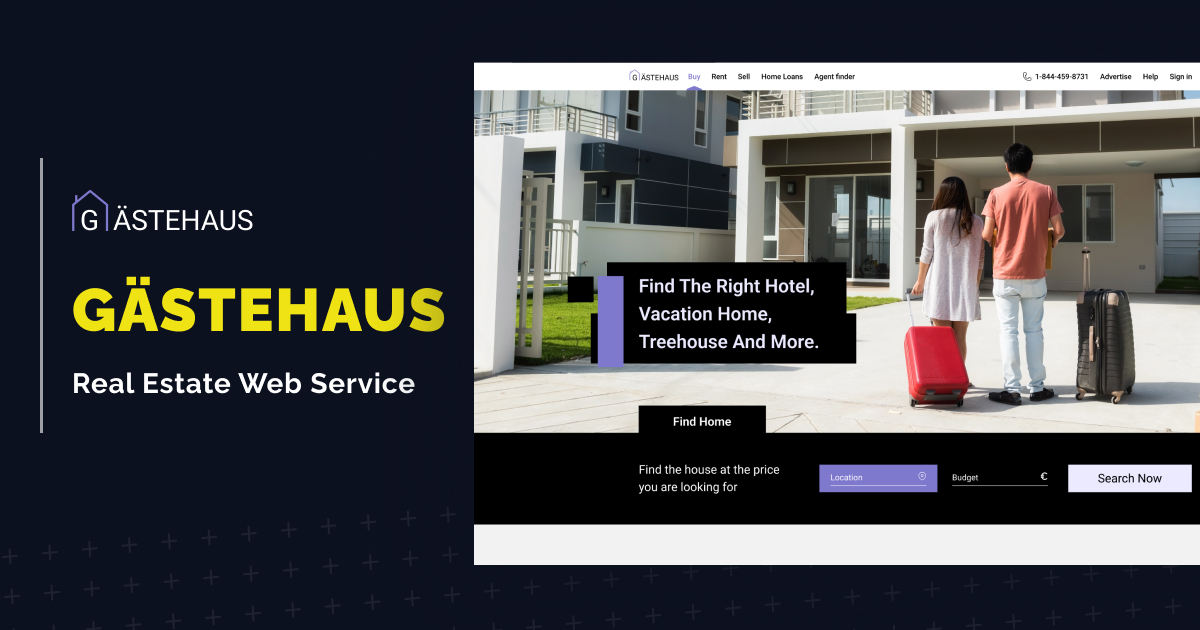 GÄSTEHAUS
GÄSTEHAUS
Real Estate Web Service
GÄSTEHAUS Buy Rent Sell Home Loans Agent finder 1-844-459-8731 Advertise Help Sign in
Find The Right Hotel,
Vacation Home,
Treehouse And More.
Find Home
Find the house at the price
you are looking for
Location
Budget €
Search Now